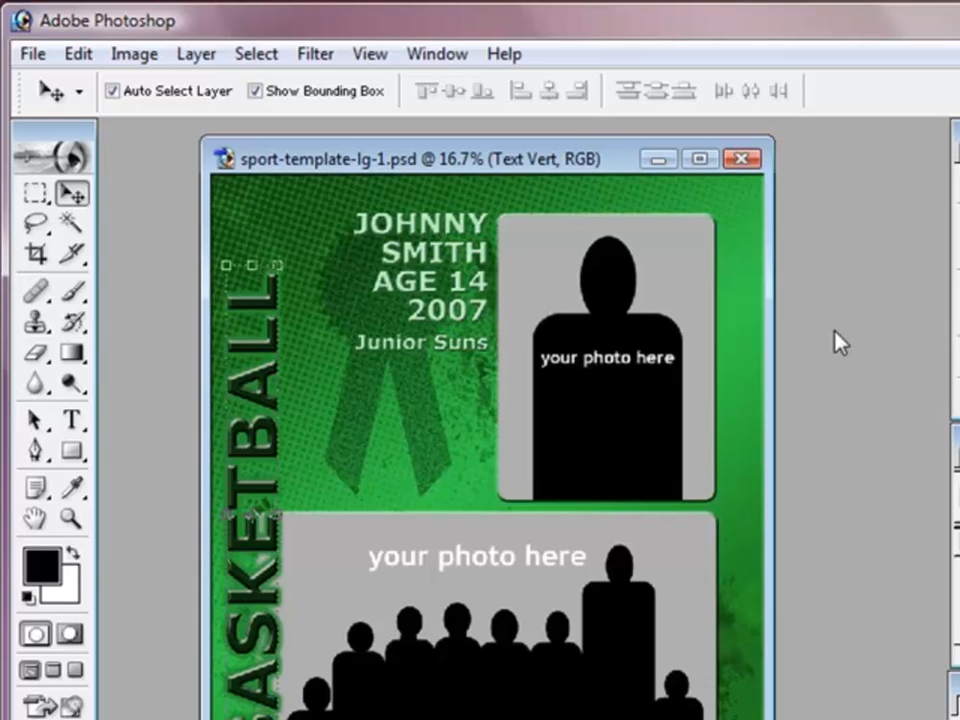 Adobe Photoshop
File Edit Image Layer Select Filter View Window Help
Auto Select Layer Show Bounding Box
sport-template-lg-1.psd @ 16.7% (Text Vert, RGB)
JOHNNY
SMITH
AGE 14
2007
Junior Suns
your photo here
your photo here
ASKETBALL
T